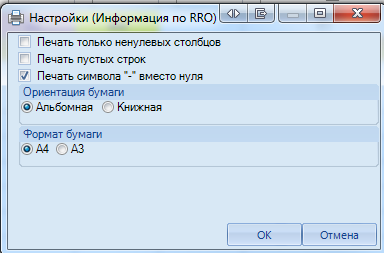 Настройки (Информация по RRO)
Печать только ненулевых столбцов
Печать пустых строк
Печать символа "-" вместо нуля
Ориентация бумаги
Альбомная Книжная
Формат бумаги
A4 A3
OK Отмена